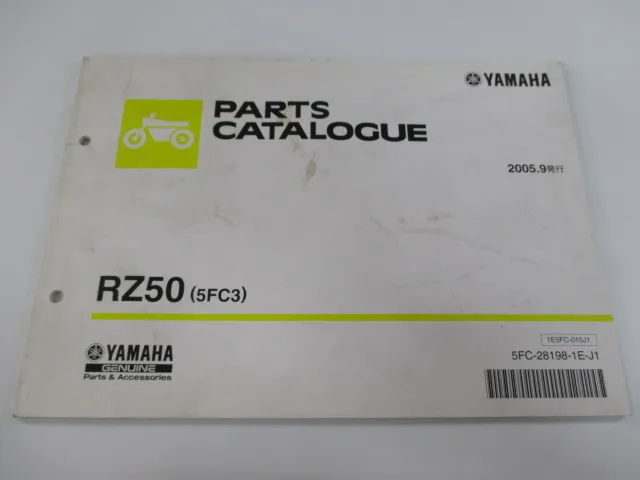 YAMAHA
PARTS
CATALOGUE
2005.9発行
RZ50 (5FC3)
1E5FC-010J1
5FC-28198-1E-J1
YAMAHA
GENUINE
Parts & Accessories